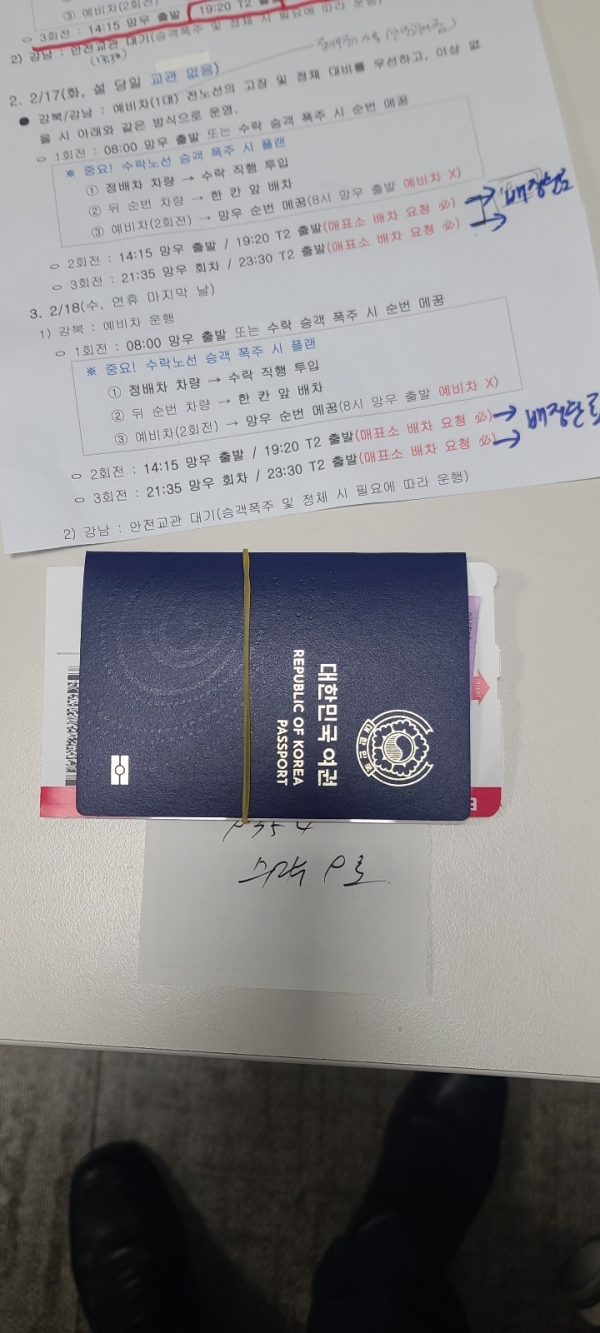 ③ 예비차(2회전)
○ 3회전 : 14:15 망우 출발 19:20 T2 출발
2) 강남 : 안전교관 대기(승객폭주 및 정체 시 필요에 따라 운행)
2. 2/17(화, 설 당일 교관 없음)
● 강북/강남 : 예비차(1대) 전노선의 고장 및 정체 대비를 우선하고, 이상 없
을 시 아래와 같은 방식으로 운영.
○ 1회전 : 08:00 망우 출발 또는 수락 승객 폭주 시 순번 메꿈
※ 중요! 수락노선 승객 폭주 시 플랜
① 정배차 차량 → 수락 직행 투입
② 뒤 순번 차량 → 한 칸 앞 배차
③ 예비차(2회전) → 망우 순번 메꿈(8시 망우 출발 예비차 X)
○ 2회전 : 14:15 망우 출발 / 19:20 T2 출발(매표소 배차 요청 必)
○ 3회전 : 21:35 망우 회차 / 23:30 T2 출발(매표소 배차 요청 必)
3. 2/18(수, 연휴 마지막 날)
1) 강북 : 예비차 운행
○ 1회전 : 08:00 망우 출발 또는 수락 승객 폭주 시 순번 메꿈
※ 중요! 수락노선 승객 폭주 시 플랜
① 정배차 차량 → 수락 직행 투입
② 뒤 순번 차량 → 한 칸 앞 배차
③ 예비차(2회전) → 망우 순번 메꿈(8시 망우 출발 예비차 X)
○ 2회전 : 14:15 망우 출발 / 19:20 T2 출발(매표소 배차 요청 必)
○ 3회전 : 21:35 망우 회차 / 23:30 T2 출발(매표소 배차 요청 必)
2) 강남 : 안전교관 대기(승객폭주 및 정체 시 필요에 따라 운행)
대한민국 여권
REPUBLIC OF KOREA
PASSPORT